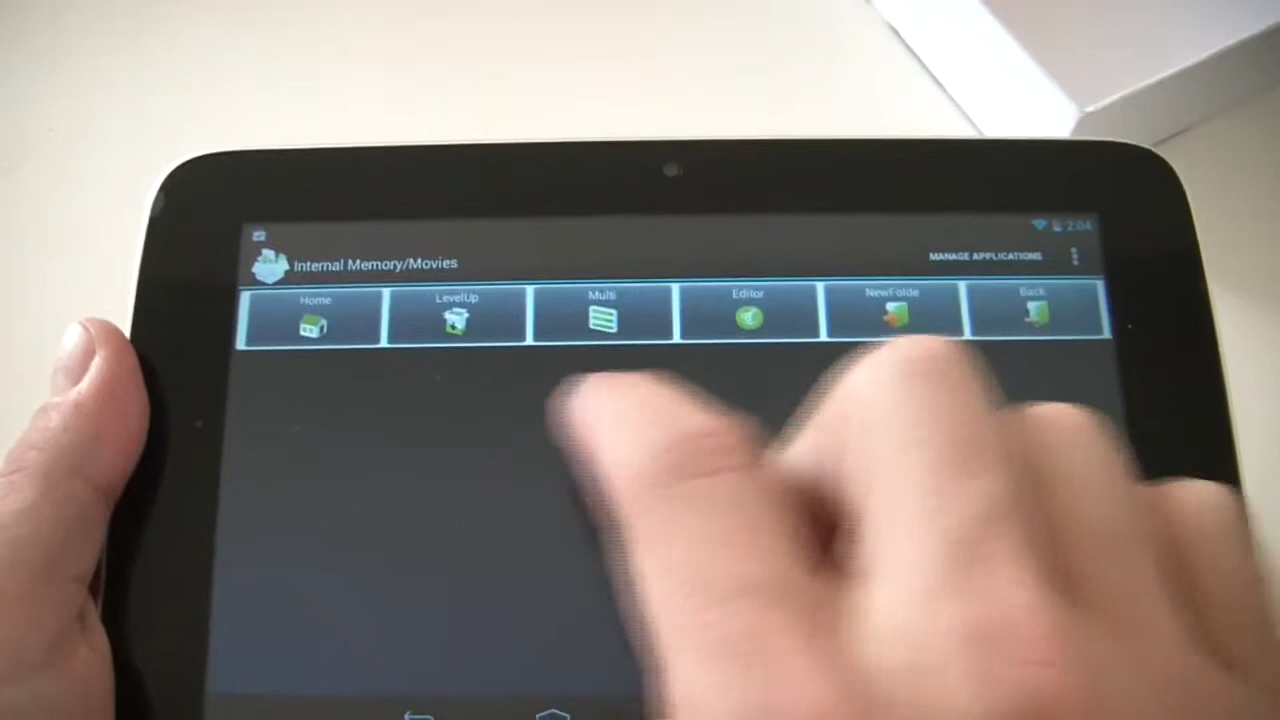 2:04
Internal Memory/Movies
MANAGE APPLICATIONS
Home LevelUp Multi Editor NewFolde Back